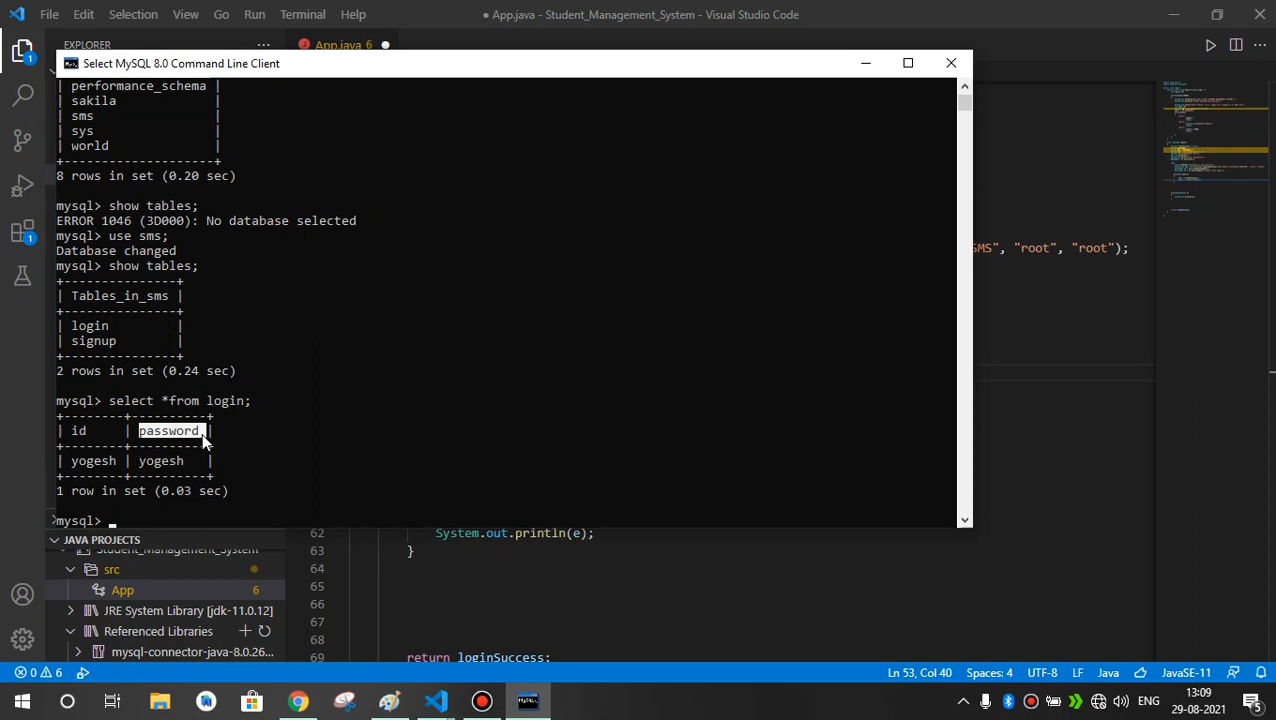 File Edit Selection View Go Run Terminal Help
● App.java - Student_Management_System - Visual Studio Code
EXPLORER
App.java 6
Select MySQL 8.0 Command Line Client
| performance_schema |
| sakila |
| sms |
| sys |
| world |
+--------------------+
8 rows in set (0.20 sec)
mysql> show tables;
ERROR 1046 (3D000): No database selected
mysql> use sms;
Database changed
mysql> show tables;
+---------------+
| Tables_in_sms |
+---------------+
| login |
| signup |
+---------------+
2 rows in set (0.24 sec)
mysql> select *from login;
+--------+----------+
| id | password |
+--------+----------+
| yogesh | yogesh |
+--------+----------+
1 row in set (0.03 sec)
mysql>
SMS", "root", "root");
62 System.out.println(e);
63 }
64
65
66
67
68
69 return loginSuccess;
JAVA PROJECTS
Student_Management_System
src
App 6
JRE System Library [jdk-11.0.12]
Referenced Libraries
mysql-connector-java-8.0.26...
1
1
0 6
Ln 53, Col 40 Spaces: 4 UTF-8 LF Java JavaSE-11
ENG
13:09
29-08-2021
5